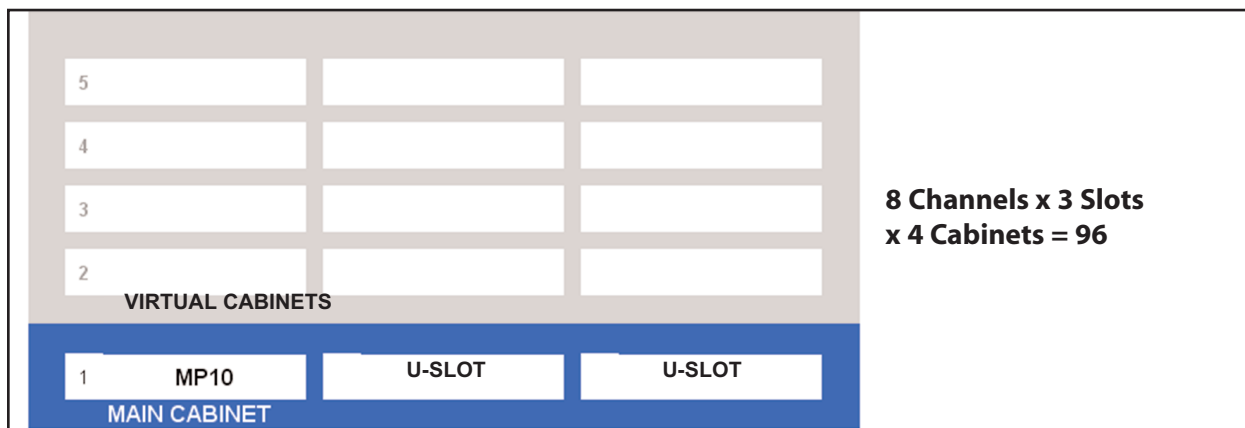 5
4
3
2
VIRTUAL CABINETS
1 MP10 U-SLOT U-SLOT
MAIN CABINET
8 Channels x 3 Slots
x 4 Cabinets = 96